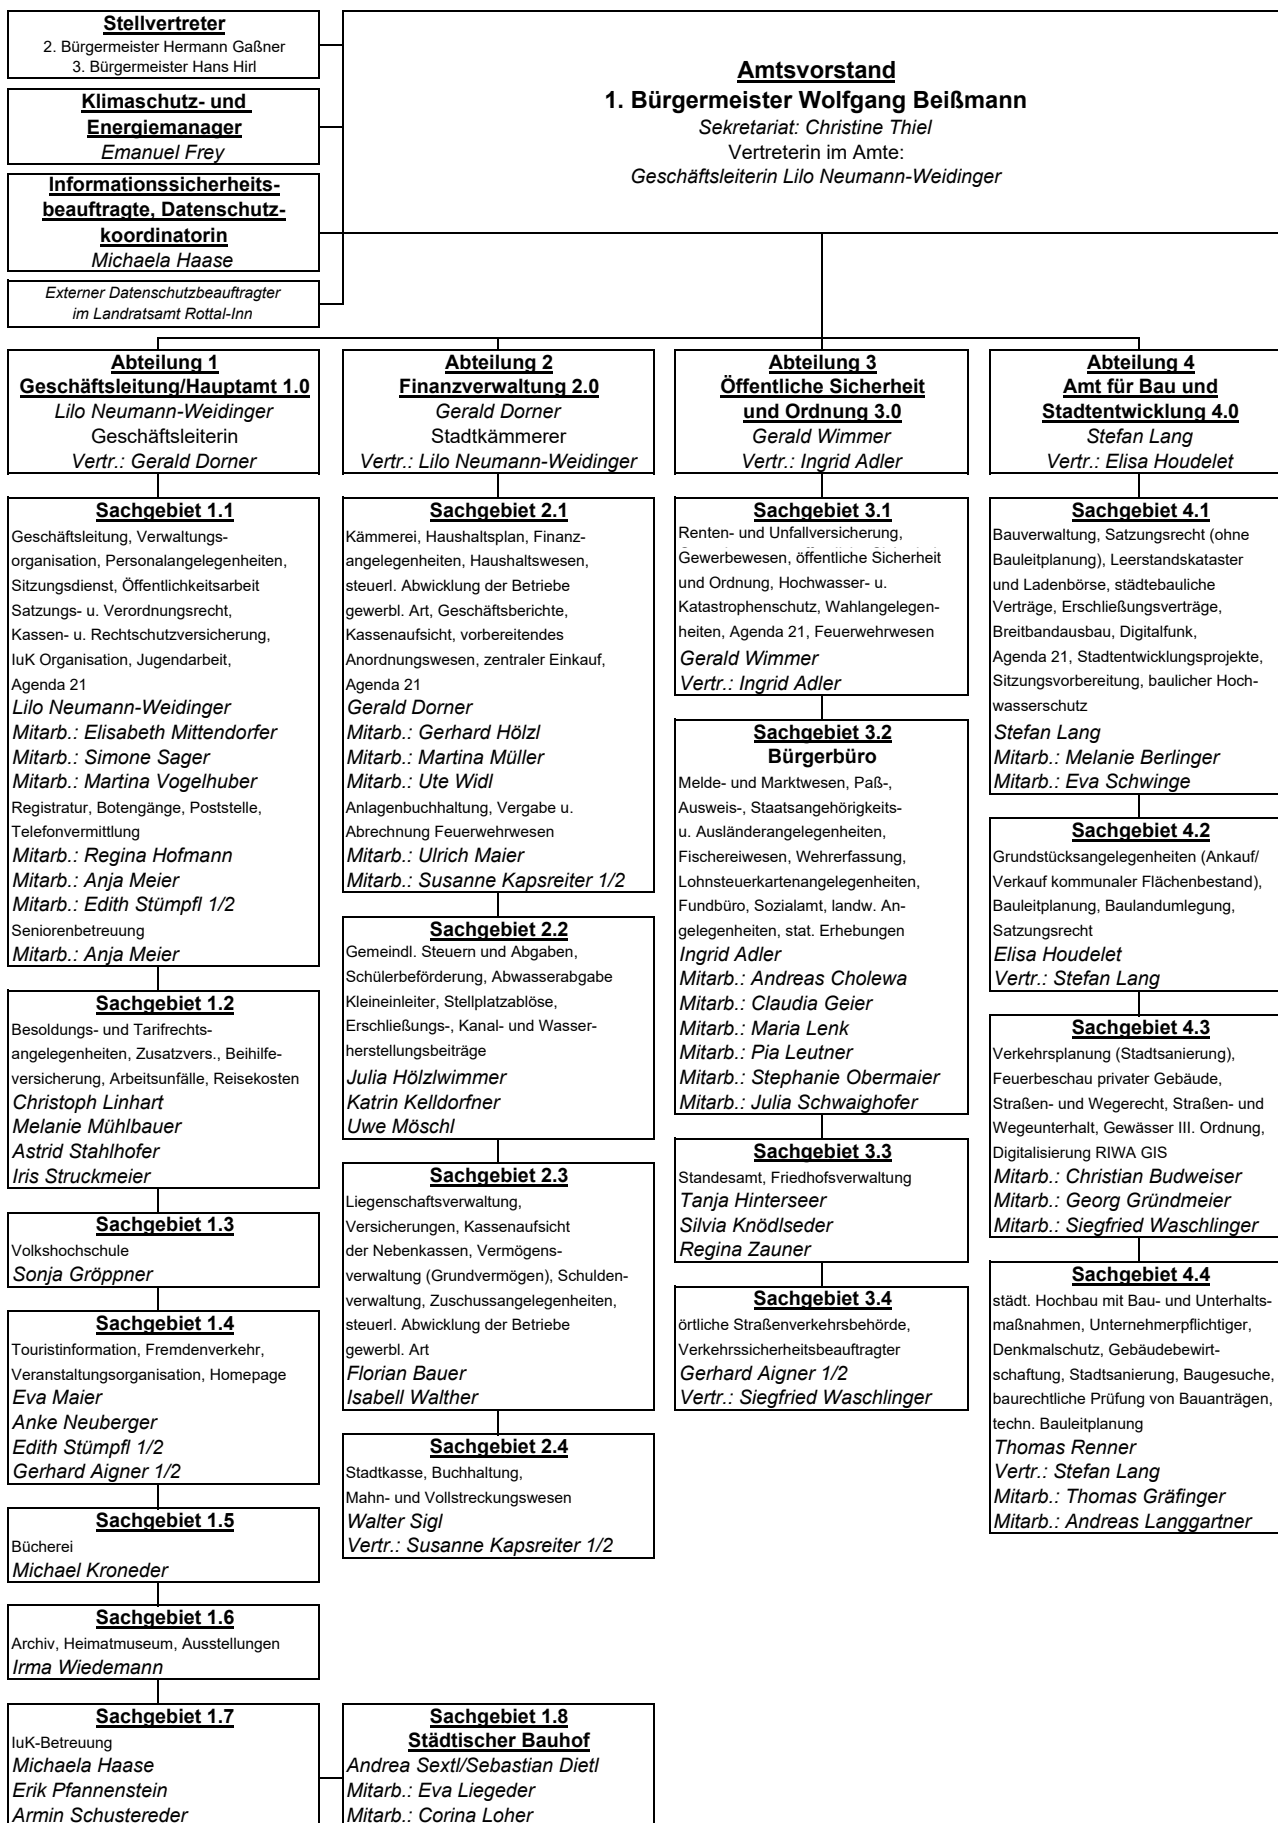 Stellvertreter
2. Bürgermeister Hermann Gaßner
3. Bürgermeister Hans Hirl
Klimaschutz- und
Energiemanager
Emanuel Frey
Informationssicherheits-
beauftragte, Datenschutz-
koordinatorin
Michaela Haase
Externer Datenschutzbeauftragter
im Landratsamt Rottal-Inn
Amtsvorstand
1. Bürgermeister Wolfgang Beißmann
Sekretariat: Christine Thiel
Vertreterin im Amte:
Geschäftsleiterin Lilo Neumann-Weidinger
Abteilung 1
Geschäftsleitung/Hauptamt 1.0
Lilo Neumann-Weidinger
Geschäftsleiterin
Vertr.: Gerald Dorner
Sachgebiet 1.1
Geschäftsleitung, Verwaltungs-
organisation, Personalangelegenheiten,
Sitzungsdienst, Öffentlichkeitsarbeit
Satzungs- u. Verordnungsrecht,
Kassen- u. Rechtschutzversicherung,
IuK Organisation, Jugendarbeit,
Agenda 21
Lilo Neumann-Weidinger
Mitarb.: Elisabeth Mittendorfer
Mitarb.: Simone Sager
Mitarb.: Martina Vogelhuber
Registratur, Botengänge, Poststelle,
Telefonvermittlung
Mitarb.: Regina Hofmann
Mitarb.: Anja Meier
Mitarb.: Edith Stümpfl 1/2
Seniorenbetreuung
Mitarb.: Anja Meier
Sachgebiet 1.2
Besoldungs- und Tarifrechts-
angelegenheiten, Zusatzvers., Beihilfe-
versicherung, Arbeitsunfälle, Reisekosten
Christoph Linhart
Melanie Mühlbauer
Astrid Stahlhofer
Iris Struckmeier
Sachgebiet 1.3
Volkshochschule
Sonja Gröppner
Sachgebiet 1.4
Touristinformation, Fremdenverkehr,
Veranstaltungsorganisation, Homepage
Eva Maier
Anke Neuberger
Edith Stümpfl 1/2
Gerhard Aigner 1/2
Sachgebiet 1.5
Bücherei
Michael Kroneder
Sachgebiet 1.6
Archiv, Heimatmuseum, Ausstellungen
Irma Wiedemann
Sachgebiet 1.7
IuK-Betreuung
Michaela Haase
Erik Pfannenstein
Armin Schustereder
Abteilung 2
Finanzverwaltung 2.0
Gerald Dorner
Stadtkämmerer
Vertr.: Lilo Neumann-Weidinger
Sachgebiet 2.1
Kämmerei, Haushaltsplan, Finanz-
angelegenheiten, Haushaltswesen,
steuerl. Abwicklung der Betriebe
gewerbl. Art, Geschäftsberichte,
Kassenaufsicht, vorbereitendes
Anordnungswesen, zentraler Einkauf,
Agenda 21
Gerald Dorner
Mitarb.: Gerhard Hölzl
Mitarb.: Martina Müller
Mitarb.: Ute Widl
Anlagenbuchhaltung, Vergabe u.
Abrechnung Feuerwehrwesen
Mitarb.: Ulrich Maier
Mitarb.: Susanne Kapsreiter 1/2
Sachgebiet 2.2
Gemeindl. Steuern und Abgaben,
Schülerbeförderung, Abwasserabgabe
Kleineinleiter, Stellplatzablöse,
Erschließungs-, Kanal- und Wasser-
herstellungsbeiträge
Julia Hölzlwimmer
Katrin Kelldorfner
Uwe Möschl
Sachgebiet 2.3
Liegenschaftsverwaltung,
Versicherungen, Kassenaufsicht
der Nebenkassen, Vermögens-
verwaltung (Grundvermögen), Schulden-
verwaltung, Zuschussangelegenheiten,
steuerl. Abwicklung der Betriebe
gewerbl. Art
Florian Bauer
Isabell Walther
Sachgebiet 2.4
Stadtkasse, Buchhaltung,
Mahn- und Vollstreckungswesen
Walter Sigl
Vertr.: Susanne Kapsreiter 1/2
Sachgebiet 1.8
Städtischer Bauhof
Andrea Sextl/Sebastian Dietl
Mitarb.: Eva Liegeder
Mitarb.: Corina Loher
Abteilung 3
Öffentliche Sicherheit
und Ordnung 3.0
Gerald Wimmer
Vertr.: Ingrid Adler
Sachgebiet 3.1
Renten- und Unfallversicherung,
Gewerbewesen, öffentliche Sicherheit
und Ordnung, Hochwasser- u.
Katastrophenschutz, Wahlangelegen-
heiten, Agenda 21, Feuerwehrwesen
Gerald Wimmer
Vertr.: Ingrid Adler
Sachgebiet 3.2
Bürgerbüro
Melde- und Marktwesen, Paß-,
Ausweis-, Staatsangehörigkeits-
u. Ausländerangelegenheiten,
Fischereiwesen, Wehrerfassung,
Lohnsteuerkartenangelegenheiten,
Fundbüro, Sozialamt, landw. An-
gelegenheiten, stat. Erhebungen
Ingrid Adler
Mitarb.: Andreas Cholewa
Mitarb.: Claudia Geier
Mitarb.: Maria Lenk
Mitarb.: Pia Leutner
Mitarb.: Stephanie Obermaier
Mitarb.: Julia Schwaighofer
Sachgebiet 3.3
Standesamt, Friedhofsverwaltung
Tanja Hinterseer
Silvia Knödlseder
Regina Zauner
Sachgebiet 3.4
örtliche Straßenverkehrsbehörde,
Verkehrssicherheitsbeauftragter
Gerhard Aigner 1/2
Vertr.: Siegfried Waschlinger
Abteilung 4
Amt für Bau und
Stadtentwicklung 4.0
Stefan Lang
Vertr.: Elisa Houdelet
Sachgebiet 4.1
Bauverwaltung, Satzungsrecht (ohne
Bauleitplanung), Leerstandskataster
und Ladenbörse, städtebauliche
Verträge, Erschließungsverträge,
Breitbandausbau, Digitalfunk,
Agenda 21, Stadtentwicklungsprojekte,
Sitzungsvorbereitung, baulicher Hoch-
wasserschutz
Stefan Lang
Mitarb.: Melanie Berlinger
Mitarb.: Eva Schwinge
Sachgebiet 4.2
Grundstücksangelegenheiten (Ankauf/
Verkauf kommunaler Flächenbestand),
Bauleitplanung, Baulandumlegung,
Satzungsrecht
Elisa Houdelet
Vertr.: Stefan Lang
Sachgebiet 4.3
Verkehrsplanung (Stadtsanierung),
Feuerbeschau privater Gebäude,
Straßen- und Wegerecht, Straßen- und
Wegeunterhalt, Gewässer III. Ordnung,
Digitalisierung RIWA GIS
Mitarb.: Christian Budweiser
Mitarb.: Georg Gründmeier
Mitarb.: Siegfried Waschlinger
Sachgebiet 4.4
städt. Hochbau mit Bau- und Unterhalts-
maßnahmen, Unternehmerpflichtiger,
Denkmalschutz, Gebäudebewirt-
schaftung, Stadtsanierung, Baugesuche,
baurechtliche Prüfung von Bauanträgen,
techn. Bauleitplanung
Thomas Renner
Vertr.: Stefan Lang
Mitarb.: Thomas Gräfinger
Mitarb.: Andreas Langgartner